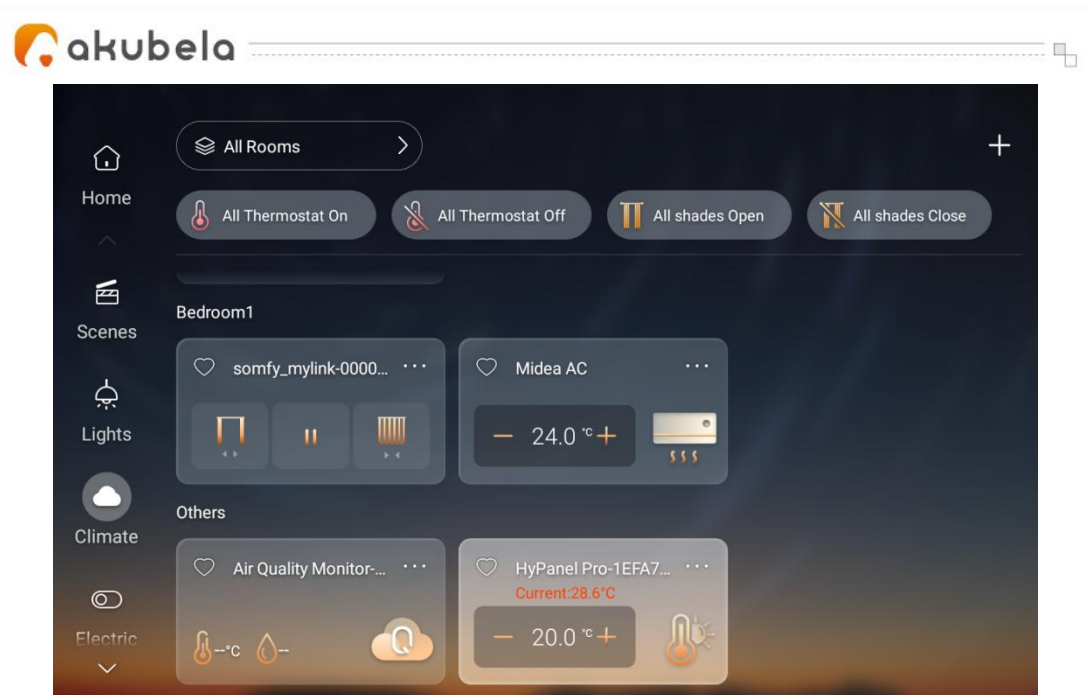 akubela
All Rooms
Home
All Thermostat On
All Thermostat Off
All shades Open
All shades Close
Scenes
Bedroom1
somfy_mylink-0000... ...
Midea AC ...
Lights
24.0 °C
Climate
Others
Air Quality Monitor-... ...
HyPanel Pro-1EFA7... ...
Current:28.6°C
Electric
--°C
--
Q
20.0 °C